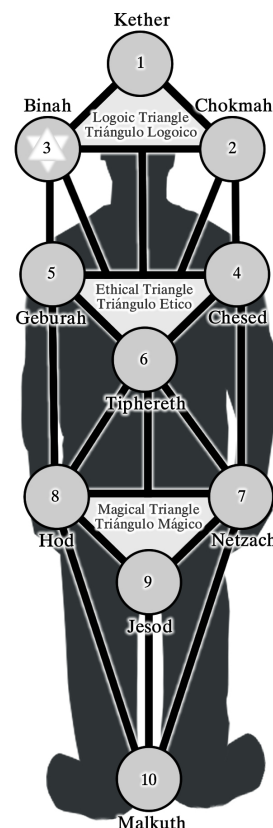 Kether
1
Binah
Chokmah
Logoic Triangle
Triángulo Logoico
3
2
5
4
Ethical Triangle
Triángulo Etico
Geburah
Chesed
6
Tiphereth
8
7
Magical Triangle
Triángulo Mágico
Hod
Netzach
9
Jesod
10
Malkuth